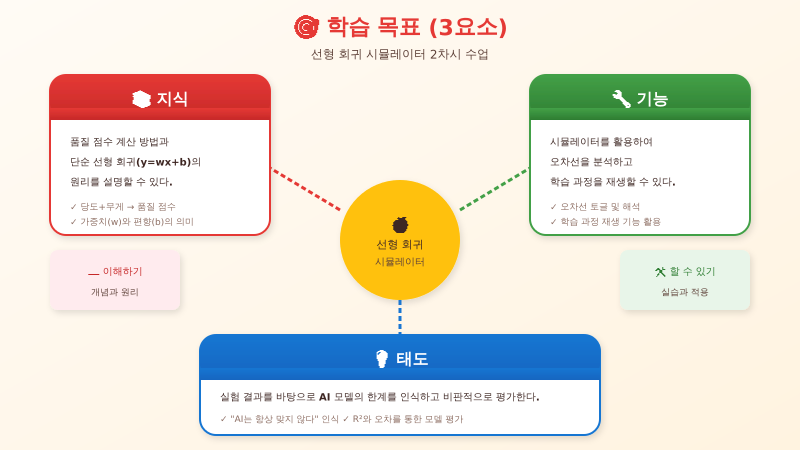 학습 목표 (3요소)
선형 회귀 시뮬레이터 2차시 수업
지식
품질 점수 계산 방법과
단순 선형 회귀(y=wx+b)의
원리를 설명할 수 있다.
✓ 당도+무게 → 품질 점수
✓ 가중치(w)와 편향(b)의 의미
이해하기
개념과 원리
기능
시뮬레이터를 활용하여
오차선을 분석하고
학습 과정을 재생할 수 있다.
✓ 오차선 토글 및 해석
✓ 학습 과정 재생 기능 활용
할 수 있기
실습과 적용
선형 회귀
시뮬레이터
태도
실험 결과를 바탕으로 AI 모델의 한계를 인식하고 비판적으로 평가한다.
✓ "AI는 항상 맞지 않다" 인식 ✓ R²와 오차를 통한 모델 평가